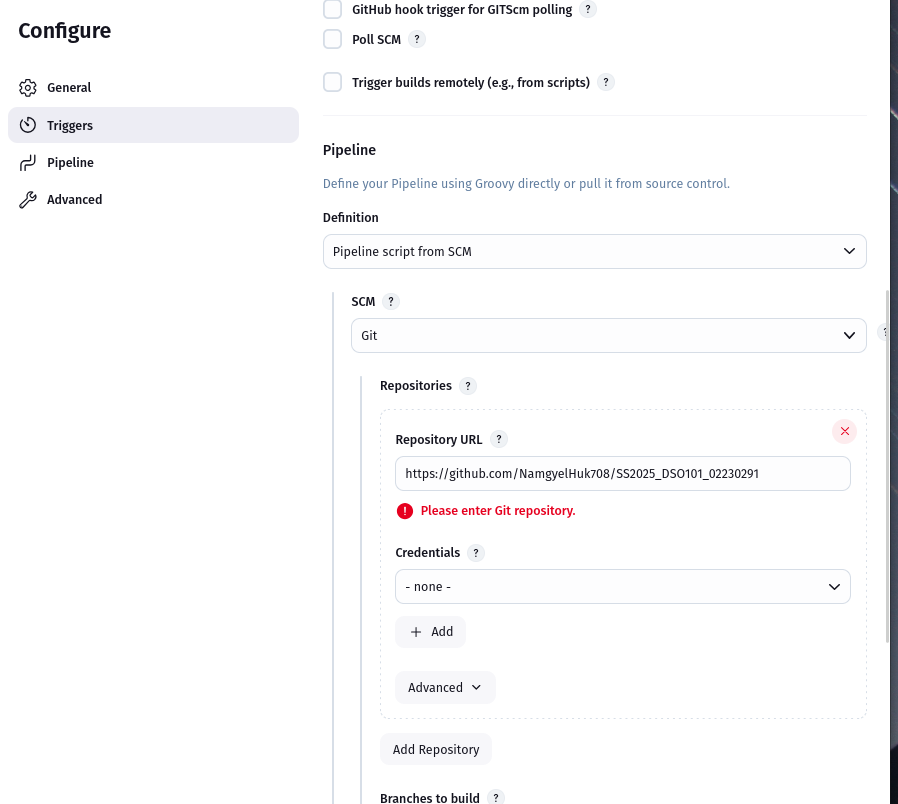 Configure
General
Triggers
Pipeline
Advanced
GitHub hook trigger for GITScm polling ?
Poll SCM ?
Trigger builds remotely (e.g., from scripts) ?
Pipeline
Define your Pipeline using Groovy directly or pull it from source control.
Definition
Pipeline script from SCM
SCM ?
Git
?
Repositories ?
Repository URL ?
https://github.com/NamgyelHuk708/SS2025_DSO101_02230291
! Please enter Git repository.
Credentials ?
- none -
+ Add
Advanced
Add Repository
Branches to build ?